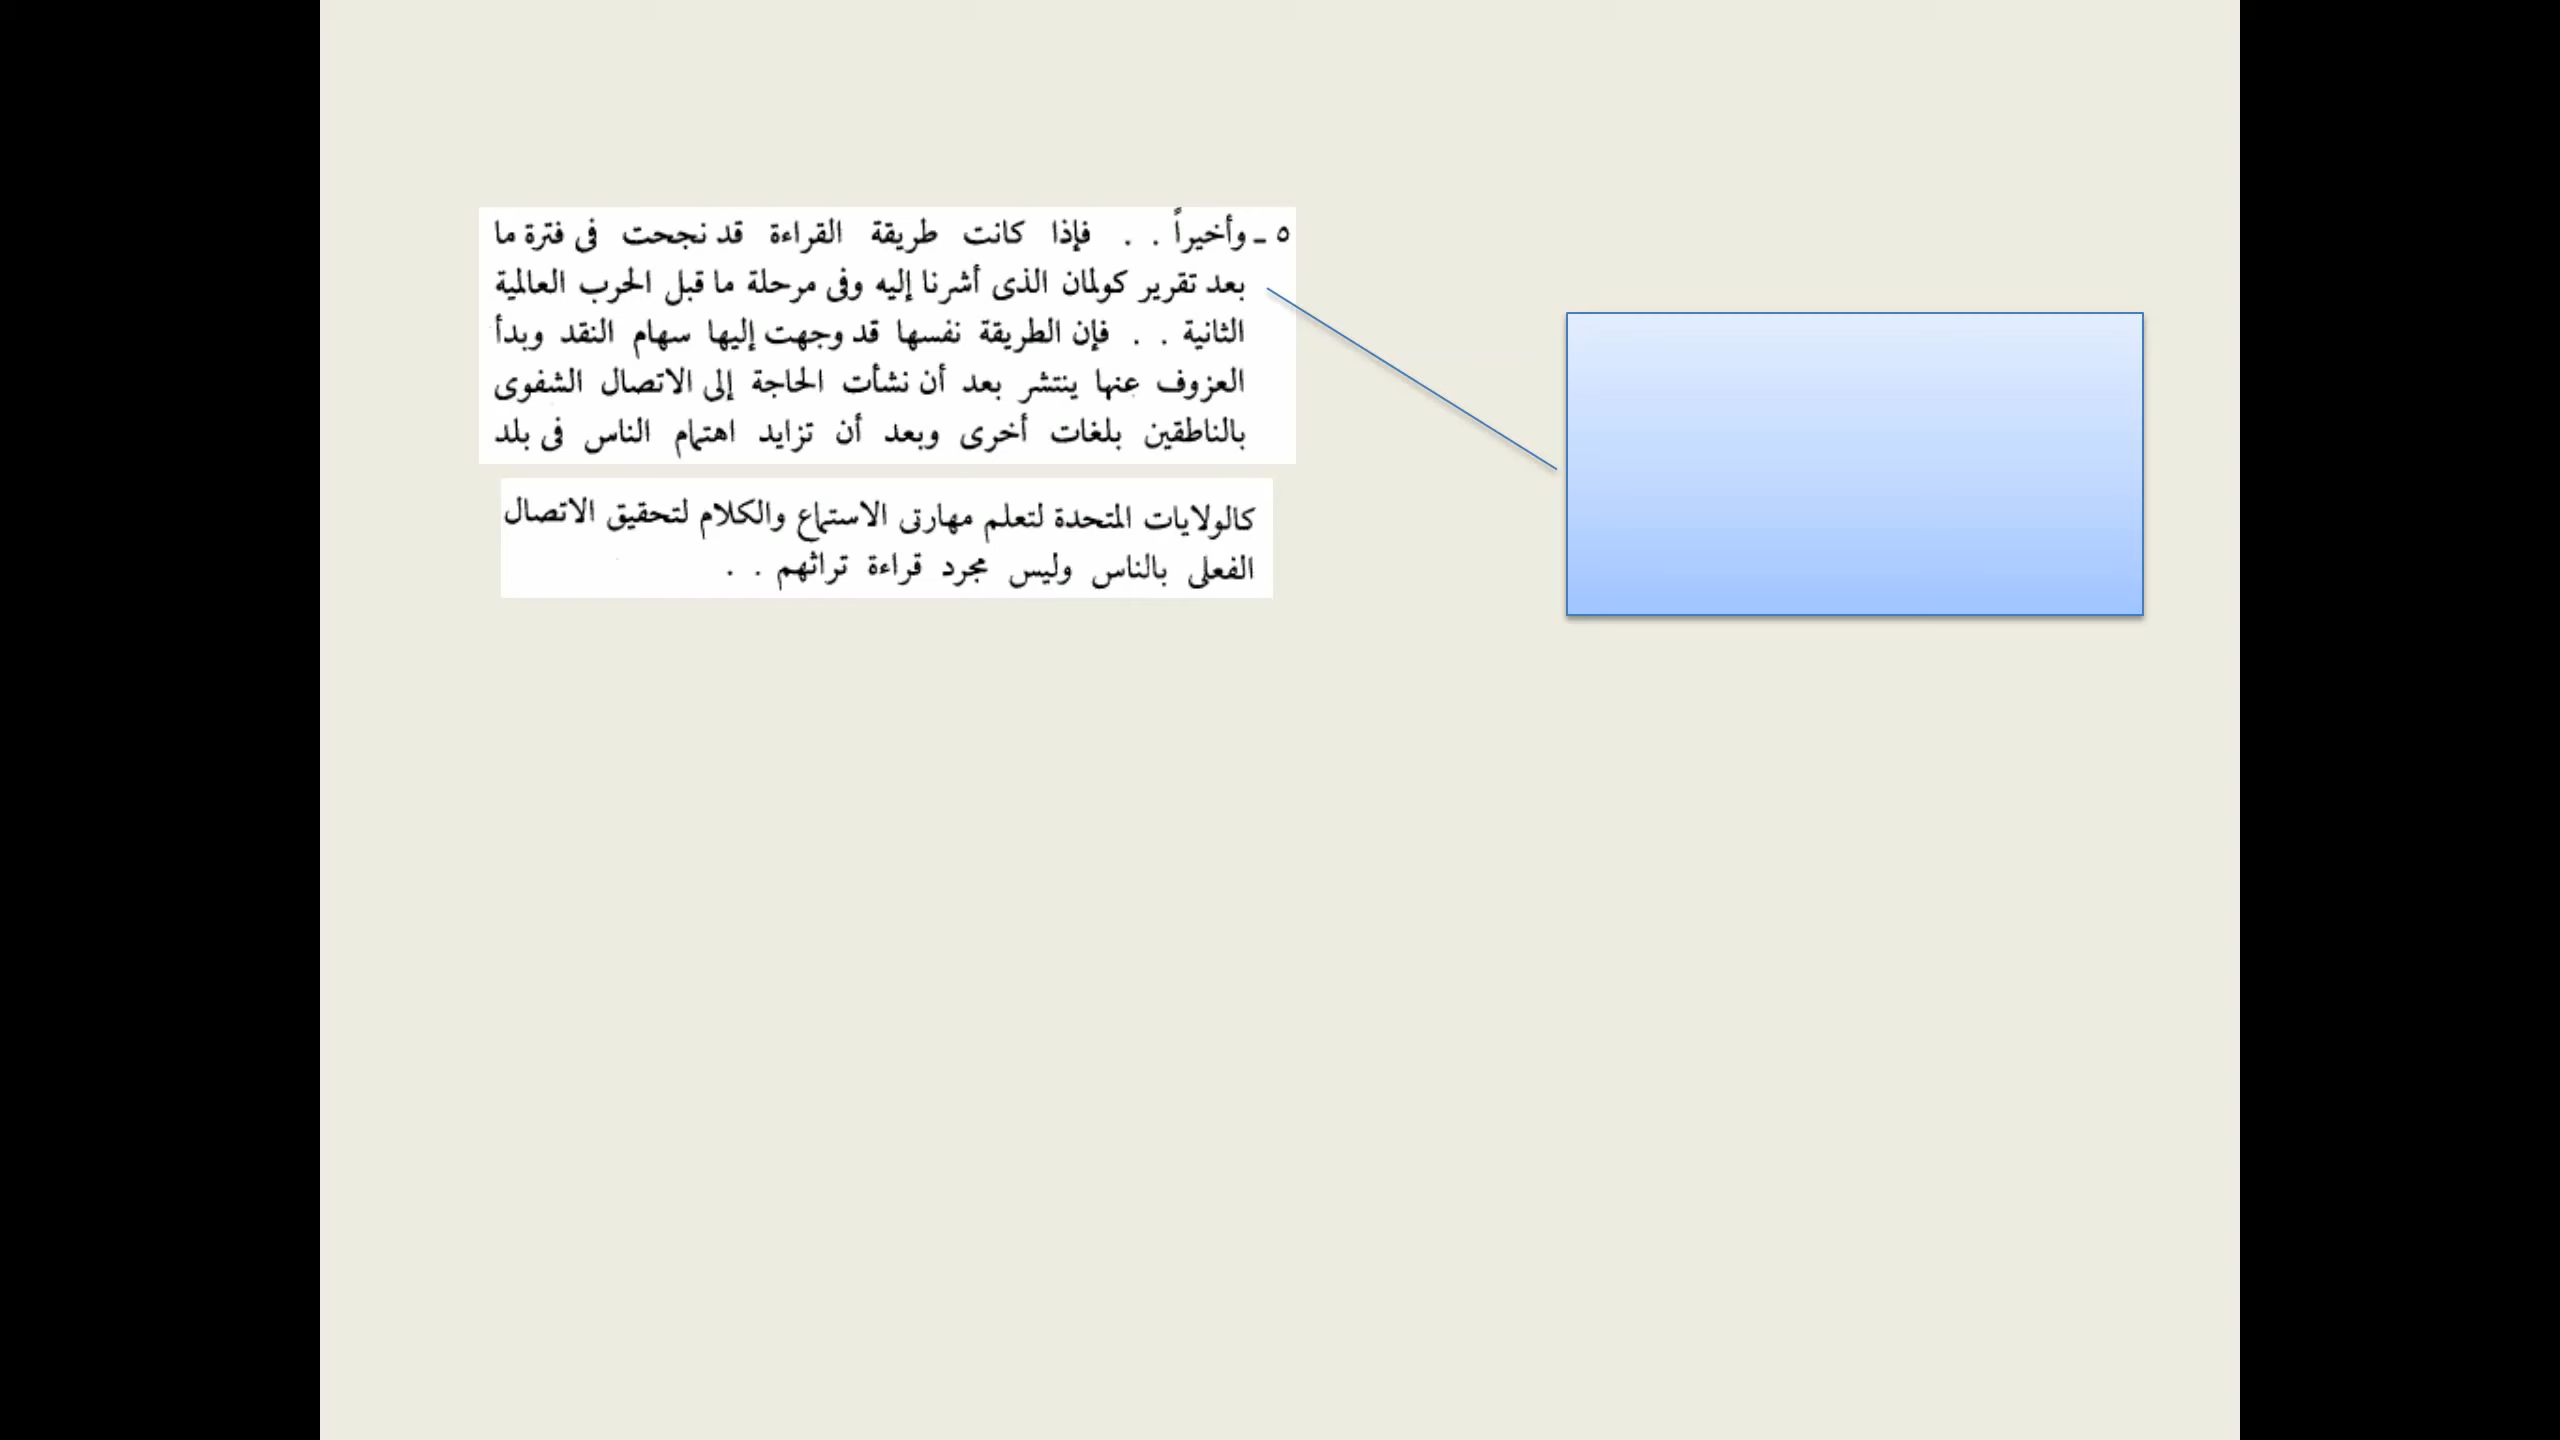 ٥ ـ وأخيراً . . فإذا كانت طريقة القراءة قد نجحت فى فترة ما
بعد تقرير كولمان الذى أشرنا إليه وفى مرحلة ما قبل الحرب العالمية
الثانية . . فإن الطريقة نفسها قد وجهت إليها سهام النقد وبدأ
العزوف عنها ينتشر بعد أن نشأت الحاجة إلى الاتصال الشفوى
بالناطقين بلغات أخرى وبعد أن تزايد اهتمام الناس فى بلد
كالولايات المتحدة لتعلم مهارتى الاستماع والكلام لتحقيق الاتصال
الفعلى بالناس وليس مجرد قراءة تراثهم . .